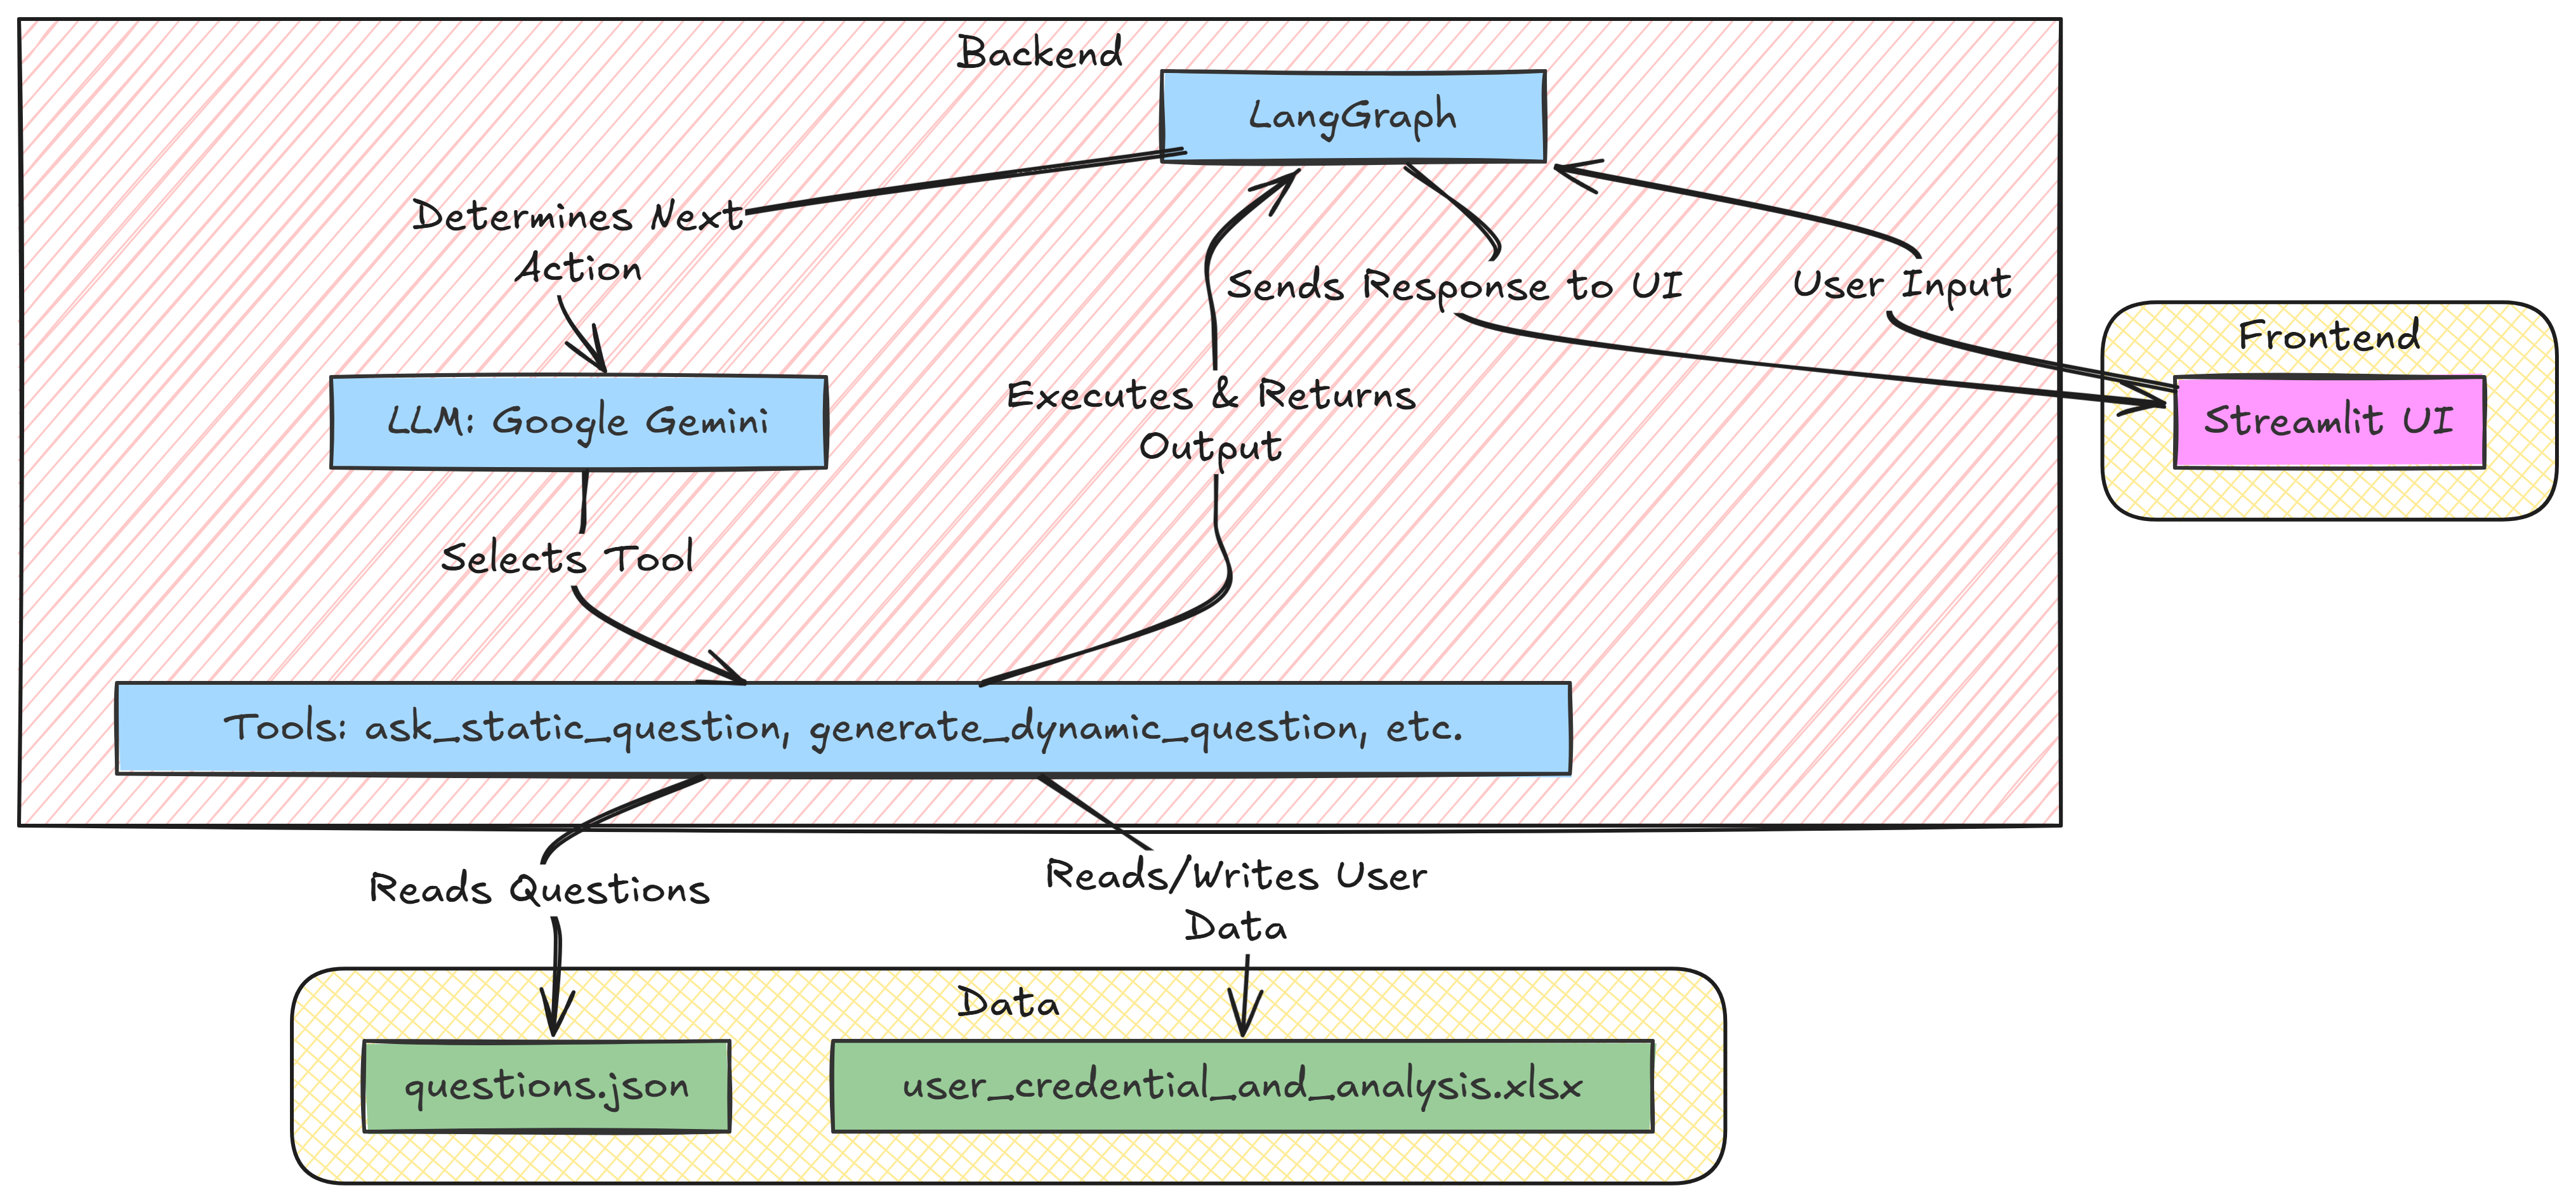 Backend
LangGraph
Determines Next
Action
Sends Response to UI
User Input
Frontend
Streamlit UI
LLM: Google Gemini
Executes & Returns
Output
Selects Tool
Tools: ask_static_question, generate_dynamic_question, etc.
Reads Questions
Reads/Writes User
Data
Data
questions.json
user_credential_and_analysis.xlsx